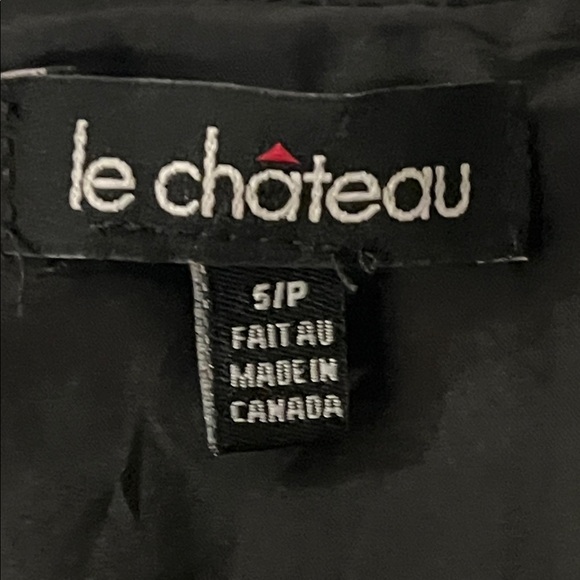 le château
S/P
FAIT AU
MADE IN
CANADA